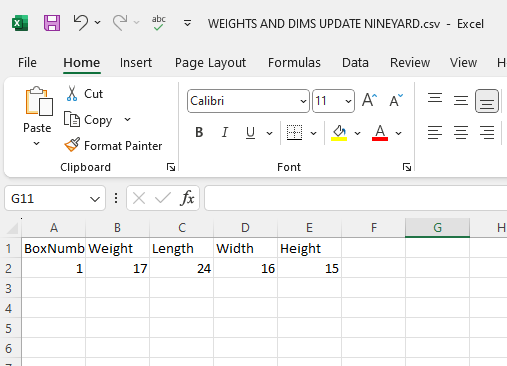 WEIGHTS AND DIMS UPDATE NINEYARD.csv - Excel
File Home Insert Page Layout Formulas Data Review View H
Paste
Cut
Copy
Format Painter
Clipboard
Calibri 11 A A
B I U A
Font
G11 fx
A B C D E F G H
1 BoxNumb Weight Length Width Height
2 1 17 24 16 15
3
4
5
6
7